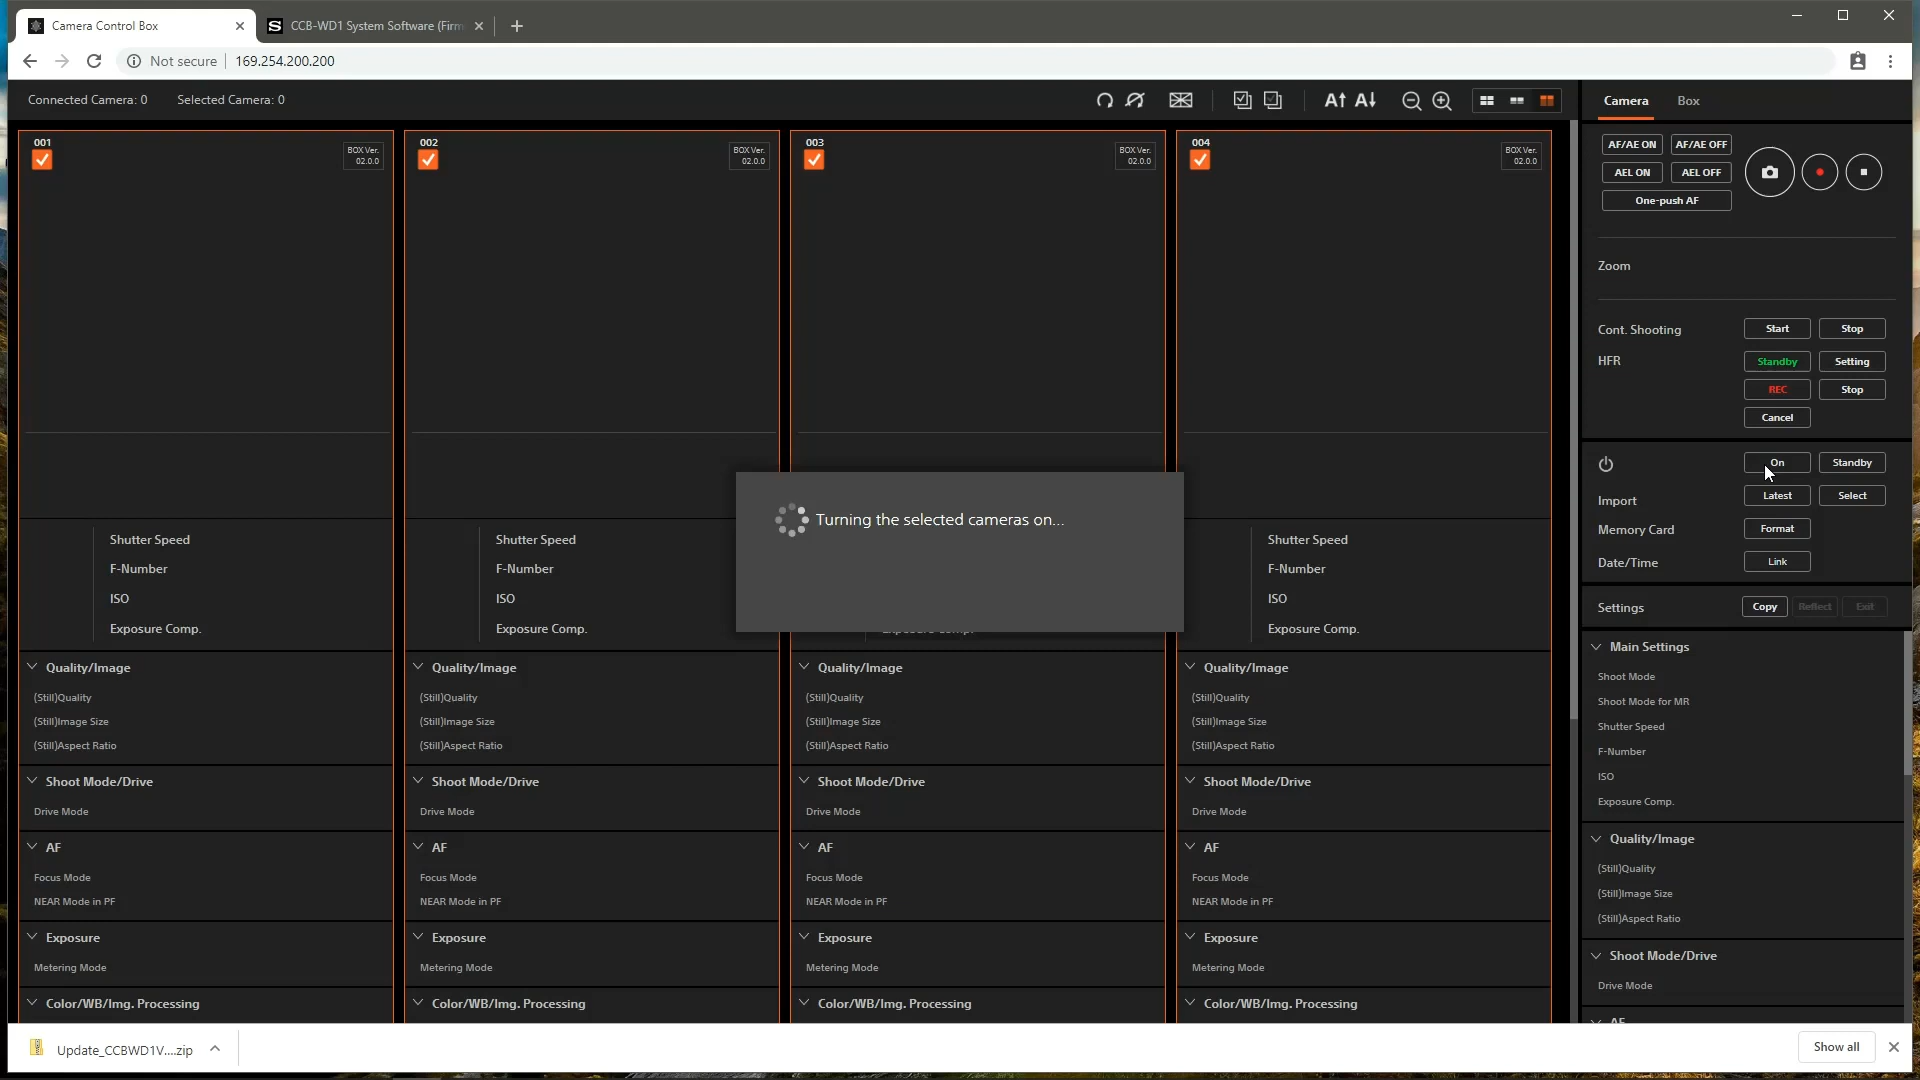 Camera Control Box
CCB-WD1 System Software (Firm
Not secure
169.254.200.200
Connected Camera: 0
Selected Camera: 0
Camera
Box
001
BOX Ver.
02.0.0
002
BOX Ver.
02.0.0
003
BOX Ver.
02.0.0
004
BOX Ver.
02.0.0
AF/AE ON
AF/AE OFF
AEL ON
AEL OFF
One-push AF
Zoom
Cont. Shooting
Start
Stop
HFR
Standby
Setting
REC
Stop
Cancel
On
Standby
Import
Latest
Select
Memory Card
Format
Date/Time
Link
Settings
Copy
Reflect
Exit
Turning the selected cameras on...
Shutter Speed
F-Number
ISO
Exposure Comp.
Shutter Speed
F-Number
ISO
Exposure Comp.
Shutter Speed
F-Number
ISO
Exposure Comp.
Quality/Image
(Still)Quality
(Still)Image Size
(Still)Aspect Ratio
Shoot Mode/Drive
Drive Mode
AF
Focus Mode
NEAR Mode in PF
Exposure
Metering Mode
Color/WB/Img. Processing
Quality/Image
(Still)Quality
(Still)Image Size
(Still)Aspect Ratio
Shoot Mode/Drive
Drive Mode
AF
Focus Mode
NEAR Mode in PF
Exposure
Metering Mode
Color/WB/Img. Processing
Quality/Image
(Still)Quality
(Still)Image Size
(Still)Aspect Ratio
Shoot Mode/Drive
Drive Mode
AF
Focus Mode
NEAR Mode in PF
Exposure
Metering Mode
Color/WB/Img. Processing
Quality/Image
(Still)Quality
(Still)Image Size
(Still)Aspect Ratio
Shoot Mode/Drive
Drive Mode
AF
Focus Mode
NEAR Mode in PF
Exposure
Metering Mode
Color/WB/Img. Processing
Main Settings
Shoot Mode
Shoot Mode for MR
Shutter Speed
F-Number
ISO
Exposure Comp.
Quality/Image
(Still)Quality
(Still)Image Size
(Still)Aspect Ratio
Shoot Mode/Drive
Drive Mode
AF
Update_CCBWD1V....zip
Show all